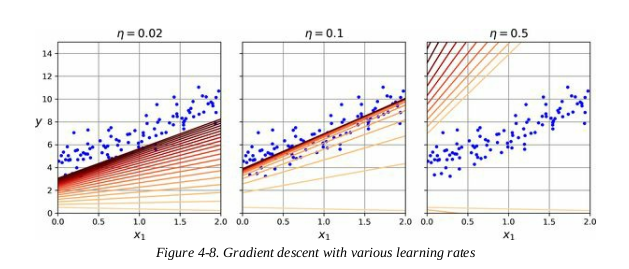 η = 0.02 η = 0.1 η = 0.5
14
12
10
y 8
6
4
2
0
0.0 0.5 1.0 1.5 2.0 0.0 0.5 1.0 1.5 2.0 0.0 0.5 1.0 1.5 2.0
x₁ x₁ x₁
Figure 4-8. Gradient descent with various learning rates